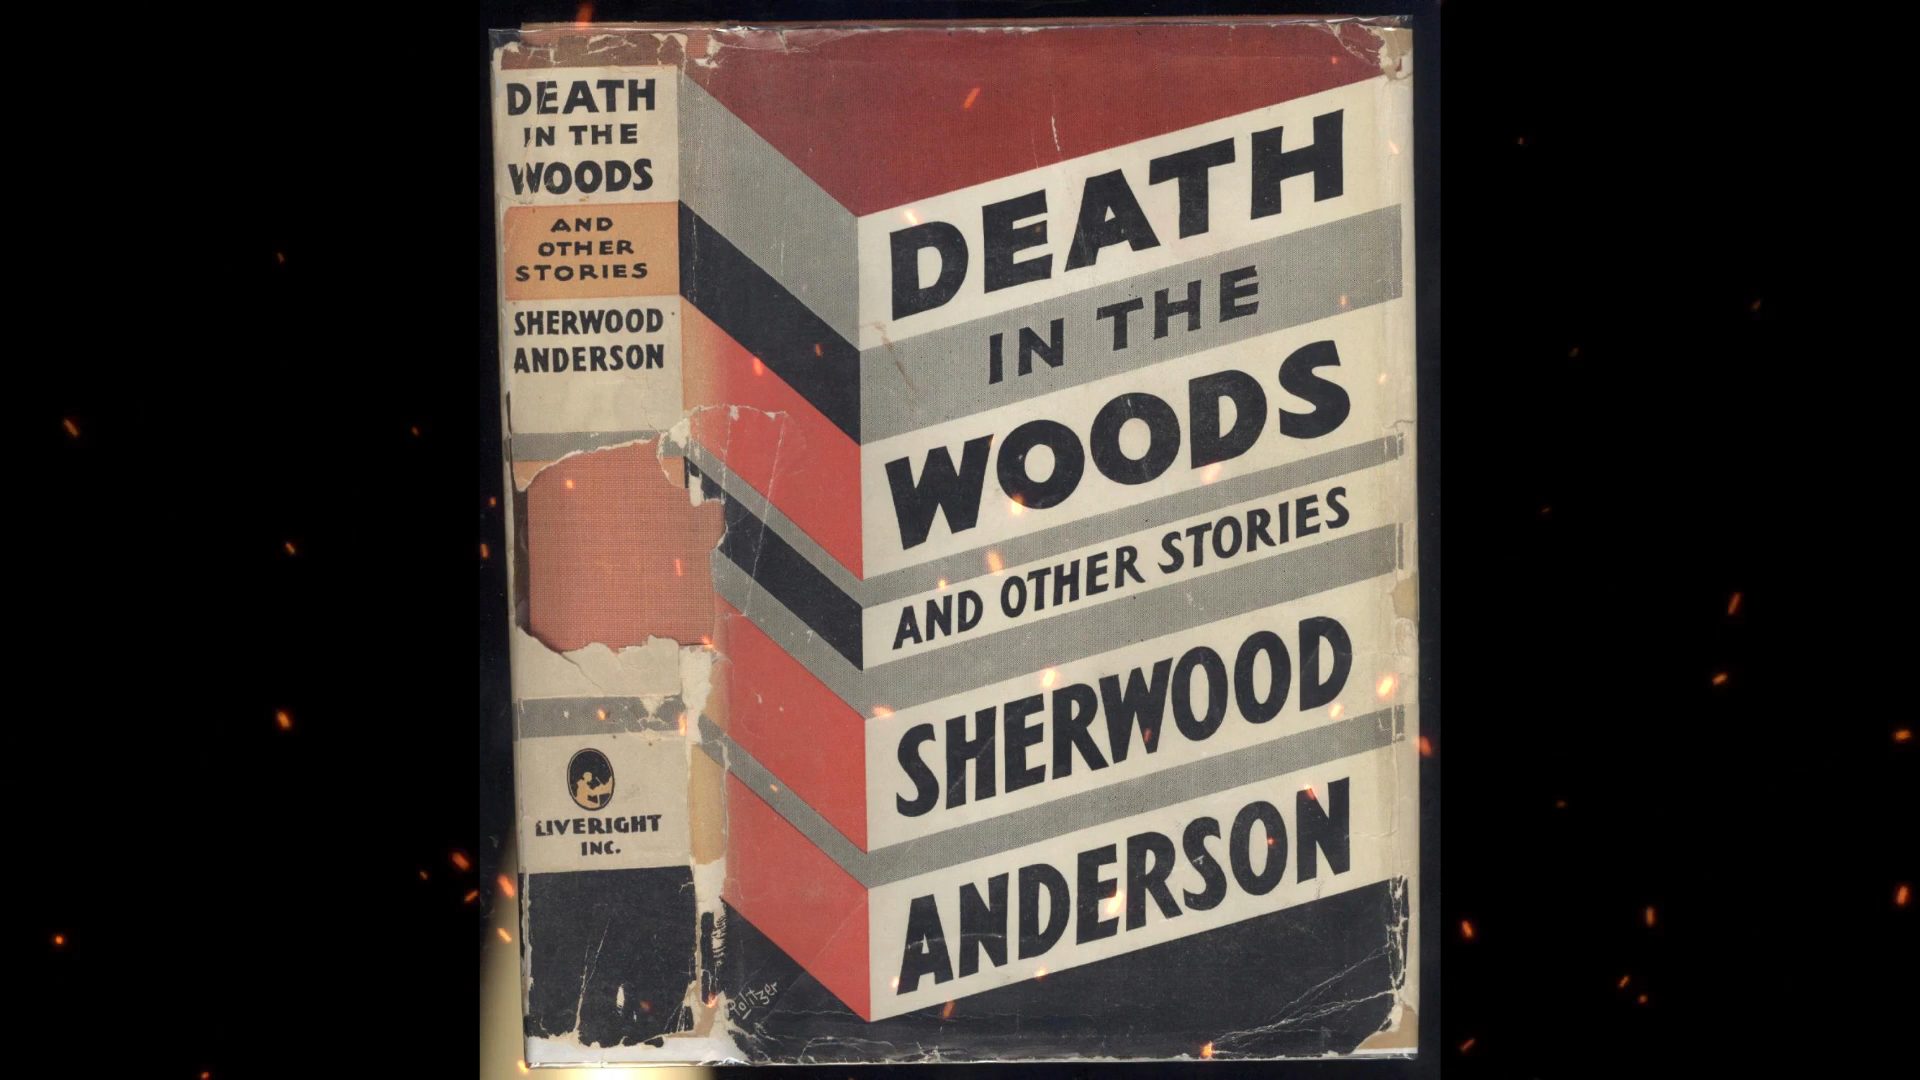 DEATH
IN THE
WOODS
AND
OTHER
STORIES
SHERWOOD
ANDERSON
LIVERIGHT
INC.
DEATH
IN THE
WOODS
AND OTHER STORIES
SHERWOOD
ANDERSON
Politzer